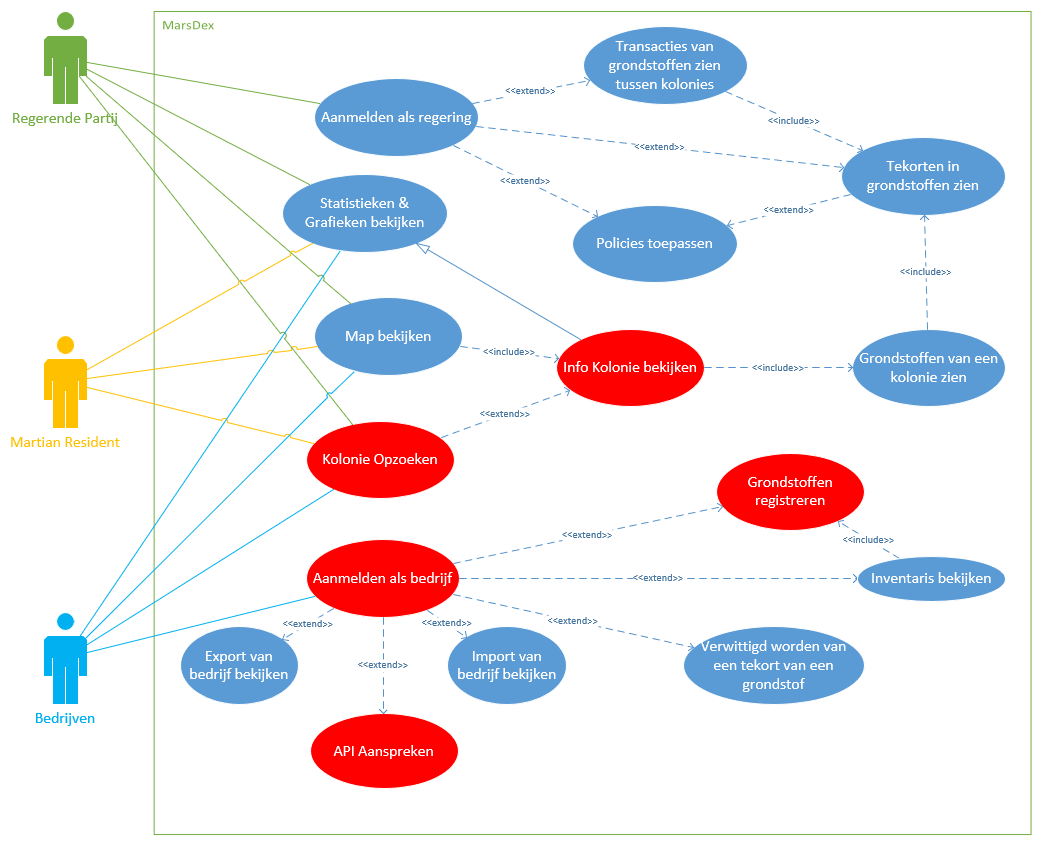 MarsDex
Regerende Partij
Transacties van
grondstoffen zien
tussen kolonies
<<extend>>
Aanmelden als regering
<<include>>
<<extend>>
Tekorten in
grondstoffen zien
<<extend>>
Statistieken &
Grafieken bekijken
<<extend>>
Policies toepassen
<<include>>
Map bekijken
<<include>>
Info Kolonie bekijken
<<include>>
Grondstoffen van een
kolonie zien
Martian Resident
<<extend>>
Kolonie Opzoeken
Grondstoffen
registreren
<<extend>>
<<include>>
Aanmelden als bedrijf
<<extend>>
Inventaris bekijken
<<extend>>
<<extend>>
<<extend>>
Export van
bedrijf bekijken
<<extend>>
Import van
bedrijf bekijken
Verwittigd worden van
een tekort van een
grondstof
Bedrijven
API Aanspreken